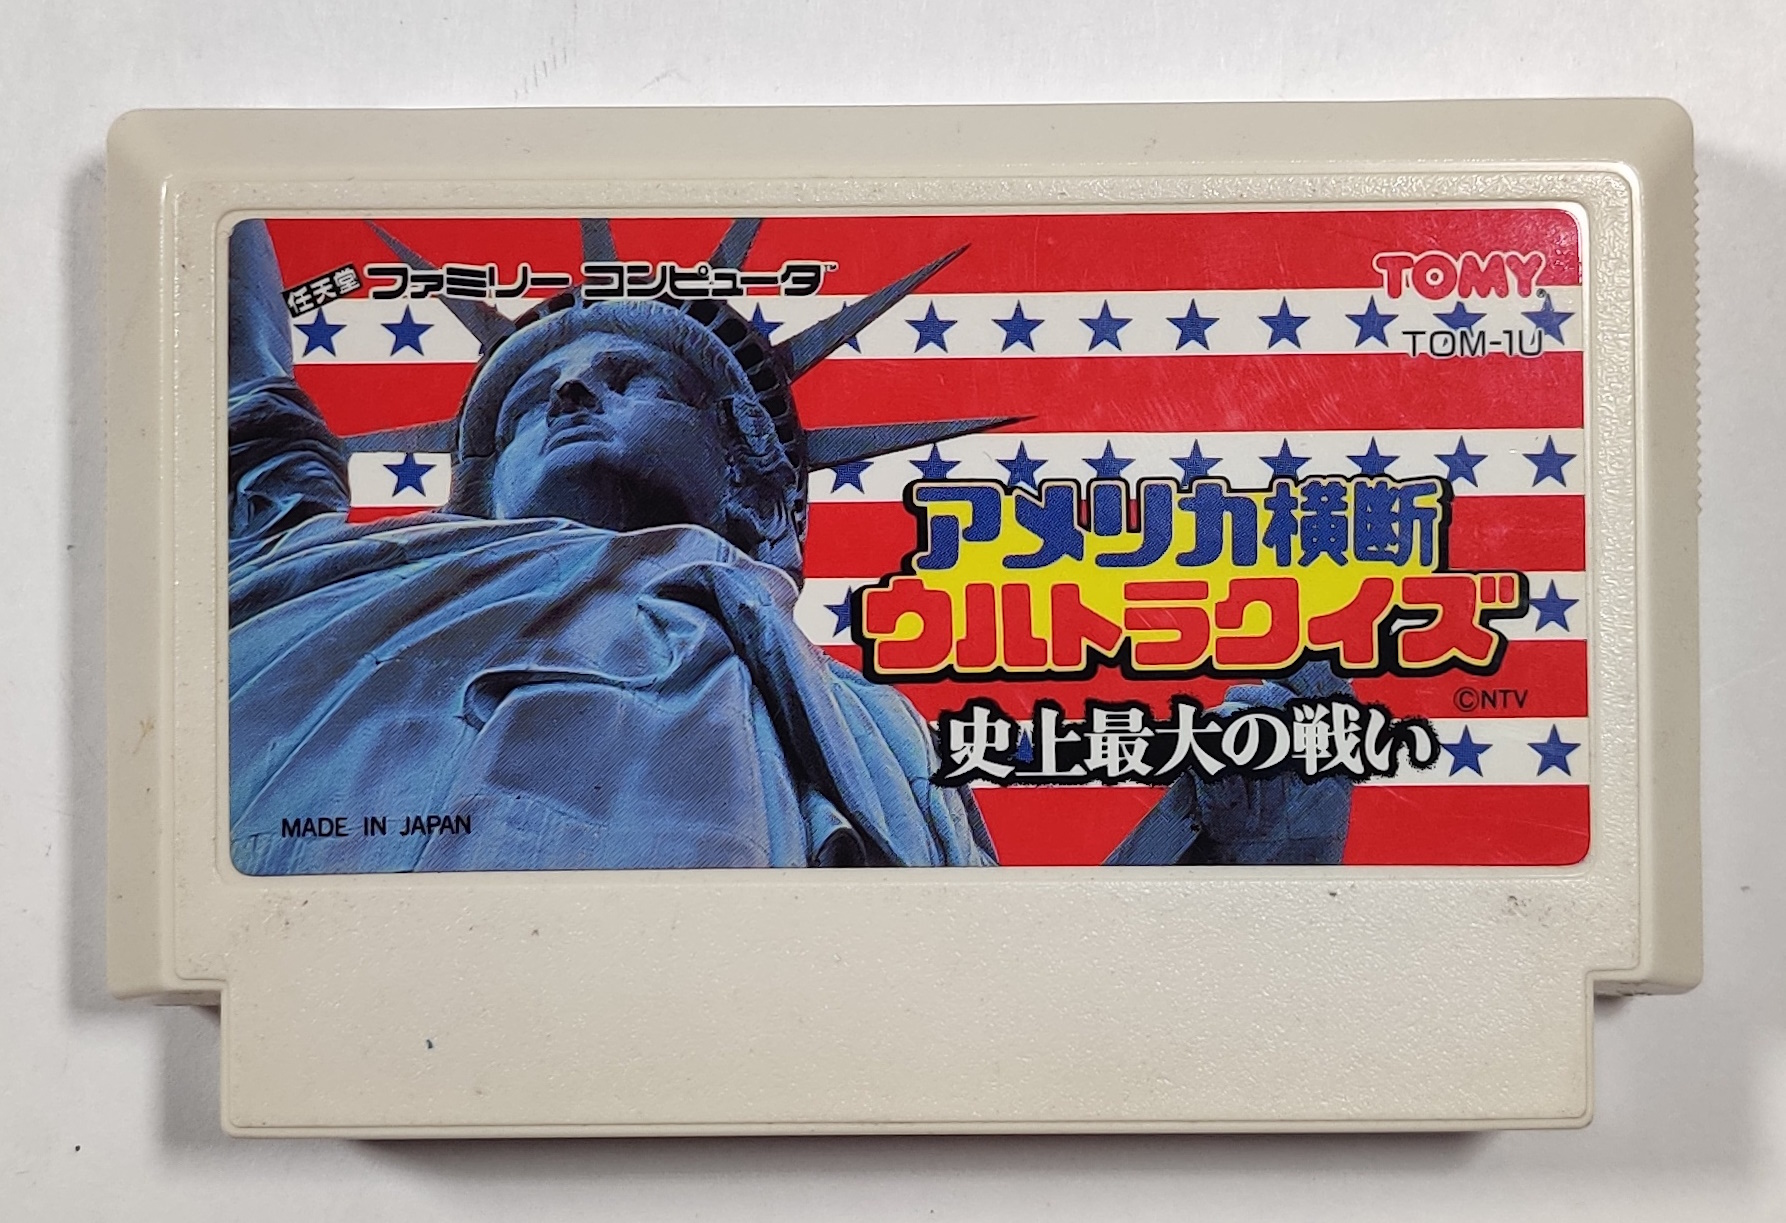 任天堂 ファミリー コンピュータ™
TOMY®
TOM-1U
アメリカ横断
ウルトラクイズ
©NTV
史上最大の戦い
MADE IN JAPAN